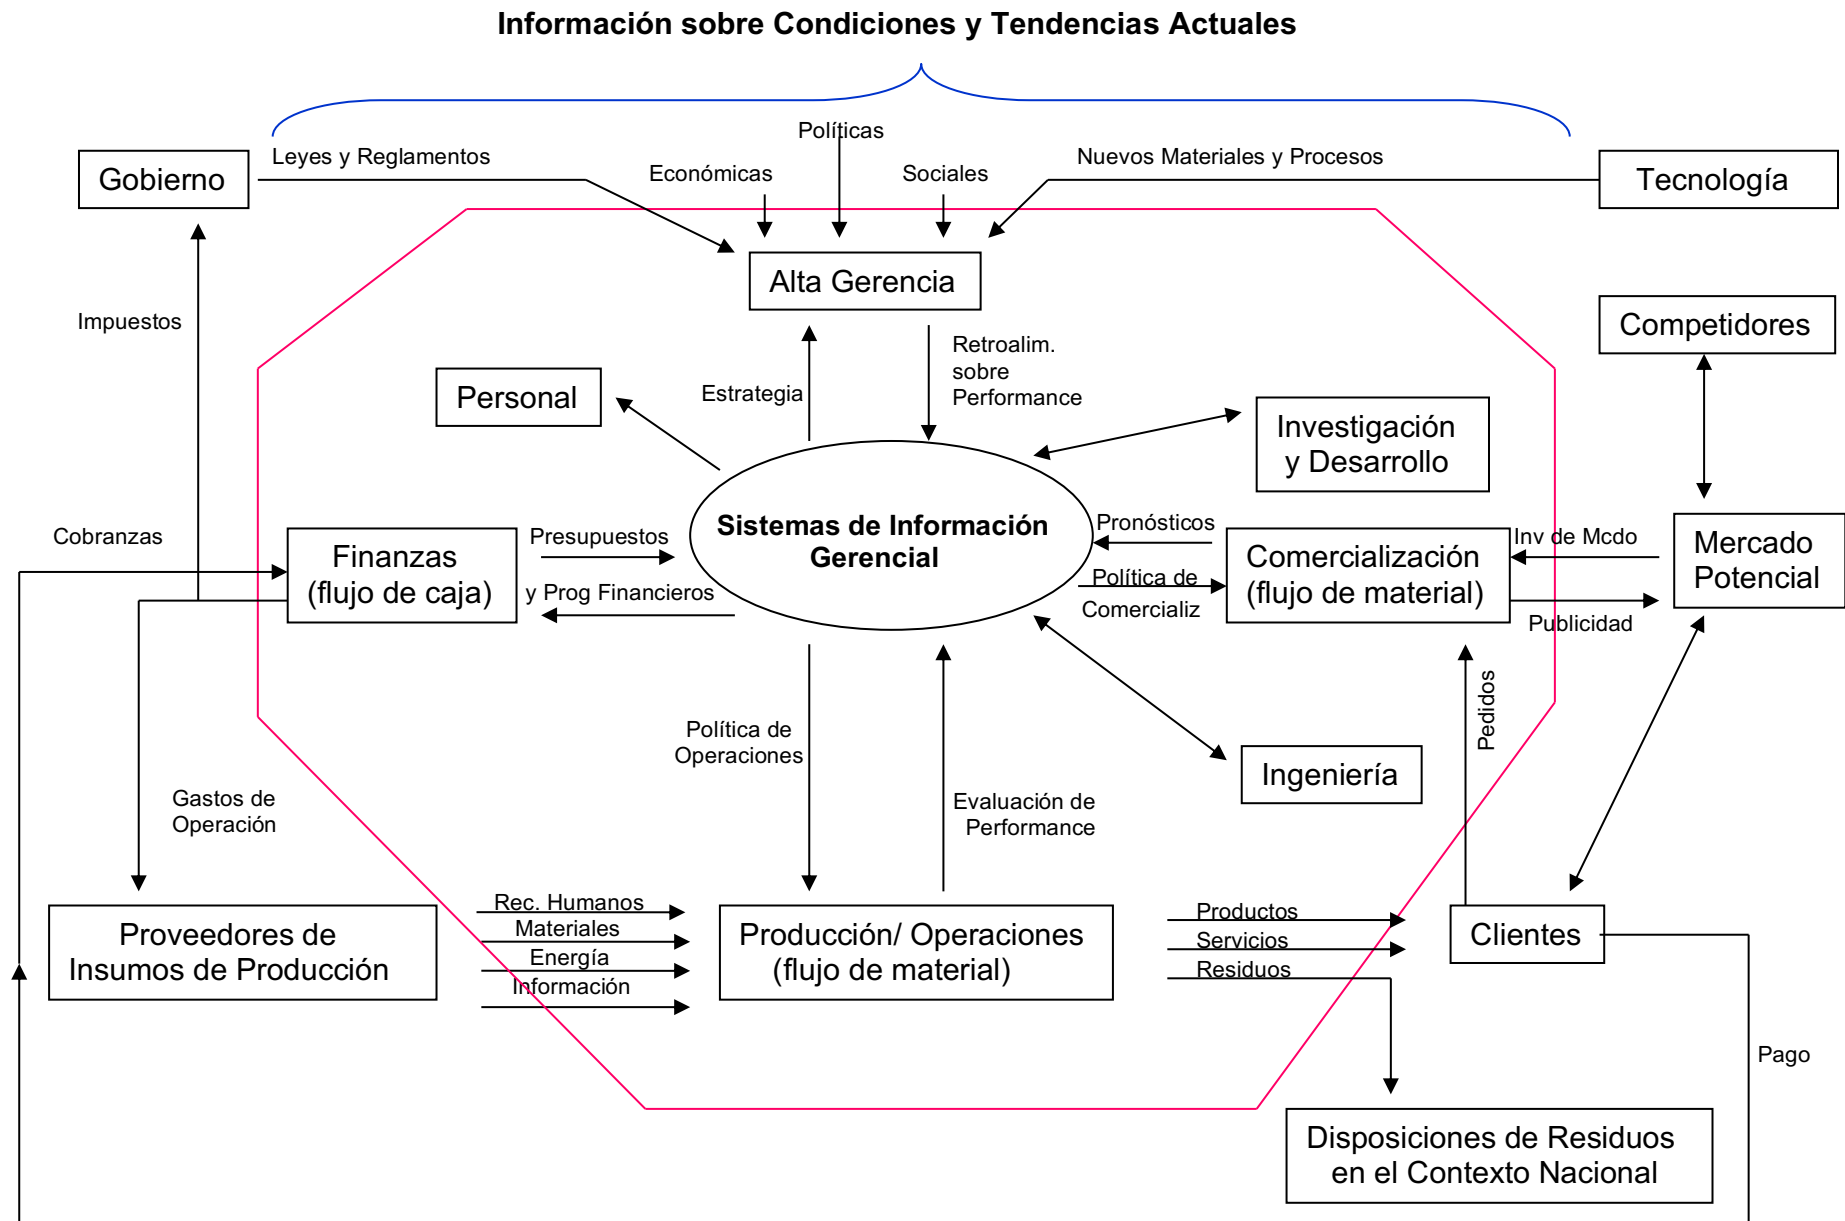 Información sobre Condiciones y Tendencias Actuales
Políticas
Leyes y Reglamentos
Nuevos Materiales y Procesos
Gobierno
Económicas
Sociales
Tecnología
Alta Gerencia
Impuestos
Competidores
Retroalim.
sobre
Performance
Personal
Estrategia
Investigación
y Desarrollo
Sistemas de Información
Gerencial
Cobranzas
Finanzas
(flujo de caja)
Presupuestos
y Prog Financieros
Pronósticos
Política de
Comercializ
Comercialización
(flujo de material)
Inv de Mcdo
Publicidad
Mercado
Potencial
Pedidos
Política de
Operaciones
Ingeniería
Gastos de
Operación
Evaluación de
Performance
Proveedores de
Insumos de Producción
Rec. Humanos
Materiales
Energía
Información
Producción/ Operaciones
(flujo de material)
Productos
Servicios
Residuos
Clientes
Pago
Disposiciones de Residuos
en el Contexto Nacional